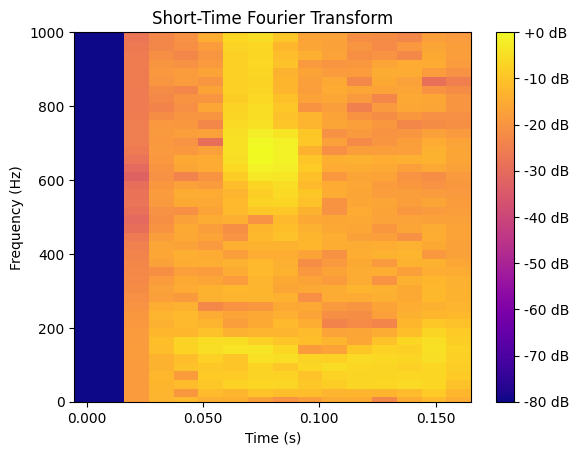 Short-Time Fourier Transform
1000
800
600
400
200
0
Frequency (Hz)
0.000
0.050
0.100
0.150
Time (s)
+0 dB
-10 dB
-20 dB
-30 dB
-40 dB
-50 dB
-60 dB
-70 dB
-80 dB